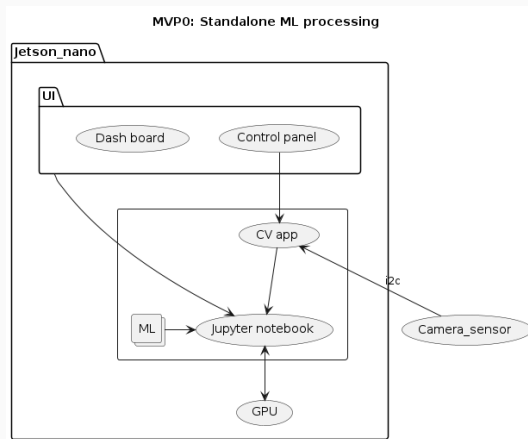 MVP0: Standalone ML processing
Jetson_nano
UI
Dash board
Control panel
CV app
i2c
ML
Jupyter notebook
Camera_sensor
GPU